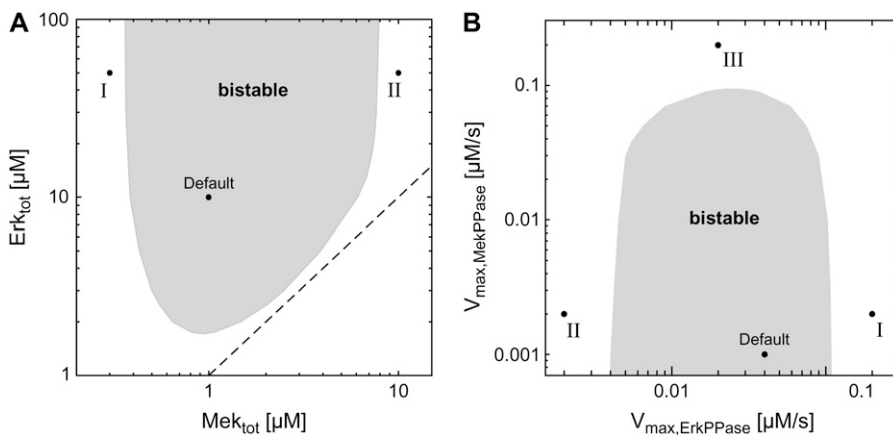 A
Erk_tot [µM]
100
10
1
I
II
bistable
Default
1
10
Mek_tot [µM]
B
V_max,MekPPase [µM/s]
0.1
0.01
0.001
III
bistable
II
I
Default
0.01
0.1
V_max,ErkPPase [µM/s]